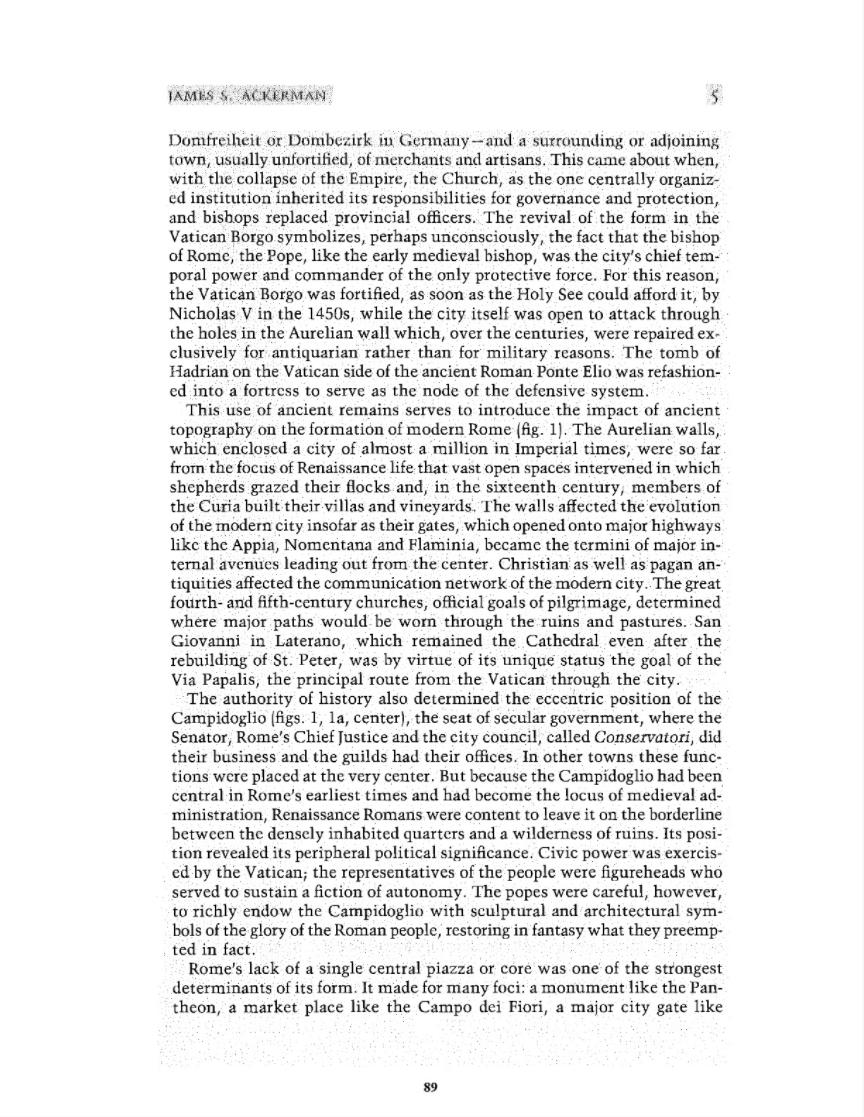 JAMES S. ACKERMAN 5
Domfreiheit or Dombezirk in Germany—and a surrounding or adjoining
town, usually unfortified, of merchants and artisans. This came about when,
with the collapse of the Empire, the Church, as the one centrally organiz-
ed institution inherited its responsibilities for governance and protection,
and bishops replaced provincial officers. The revival of the form in the
Vatican Borgo symbolizes, perhaps unconsciously, the fact that the bishop
of Rome, the Pope, like the early medieval bishop, was the city's chief tem-
poral power and commander of the only protective force. For this reason,
the Vatican Borgo was fortified, as soon as the Holy See could afford it, by
Nicholas V in the 1450s, while the city itself was open to attack through
the holes in the Aurelian wall which, over the centuries, were repaired ex-
clusively for antiquarian rather than for military reasons. The tomb of
Hadrian on the Vatican side of the ancient Roman Ponte Elio was refashion-
ed into a fortress to serve as the node of the defensive system.
This use of ancient remains serves to introduce the impact of ancient
topography on the formation of modern Rome (fig. 1). The Aurelian walls,
which enclosed a city of almost a million in Imperial times, were so far
from the focus of Renaissance life that vast open spaces intervened in which
shepherds grazed their flocks and, in the sixteenth century, members of
the Curia built their villas and vineyards. The walls affected the evolution
of the modern city insofar as their gates, which opened onto major highways
like the Appia, Nomentana and Flaminia, became the termini of major in-
ternal avenues leading out from the center. Christian as well as pagan an-
tiquities affected the communication network of the modern city. The great
fourth- and fifth-century churches, official goals of pilgrimage, determined
where major paths would be worn through the ruins and pastures. San
Giovanni in Laterano, which remained the Cathedral even after the
rebuilding of St. Peter, was by virtue of its unique status the goal of the
Via Papalis, the principal route from the Vatican through the city.
The authority of history also determined the eccentric position of the
Campidoglio (figs. 1, 1a, center), the seat of secular government, where the
Senator, Rome's Chief Justice and the city council, called Conservatori, did
their business and the guilds had their offices. In other towns these func-
tions were placed at the very center. But because the Campidoglio had been
central in Rome's earliest times and had become the locus of medieval ad-
ministration, Renaissance Romans were content to leave it on the borderline
between the densely inhabited quarters and a wilderness of ruins. Its posi-
tion revealed its peripheral political significance. Civic power was exercis-
ed by the Vatican; the representatives of the people were figureheads who
served to sustain a fiction of autonomy. The popes were careful, however,
to richly endow the Campidoglio with sculptural and architectural sym-
bols of the glory of the Roman people, restoring in fantasy what they preemp-
ted in fact.
Rome's lack of a single central piazza or core was one of the strongest
determinants of its form. It made for many foci: a monument like the Pan-
theon, a market place like the Campo dei Fiori, a major city gate like
89